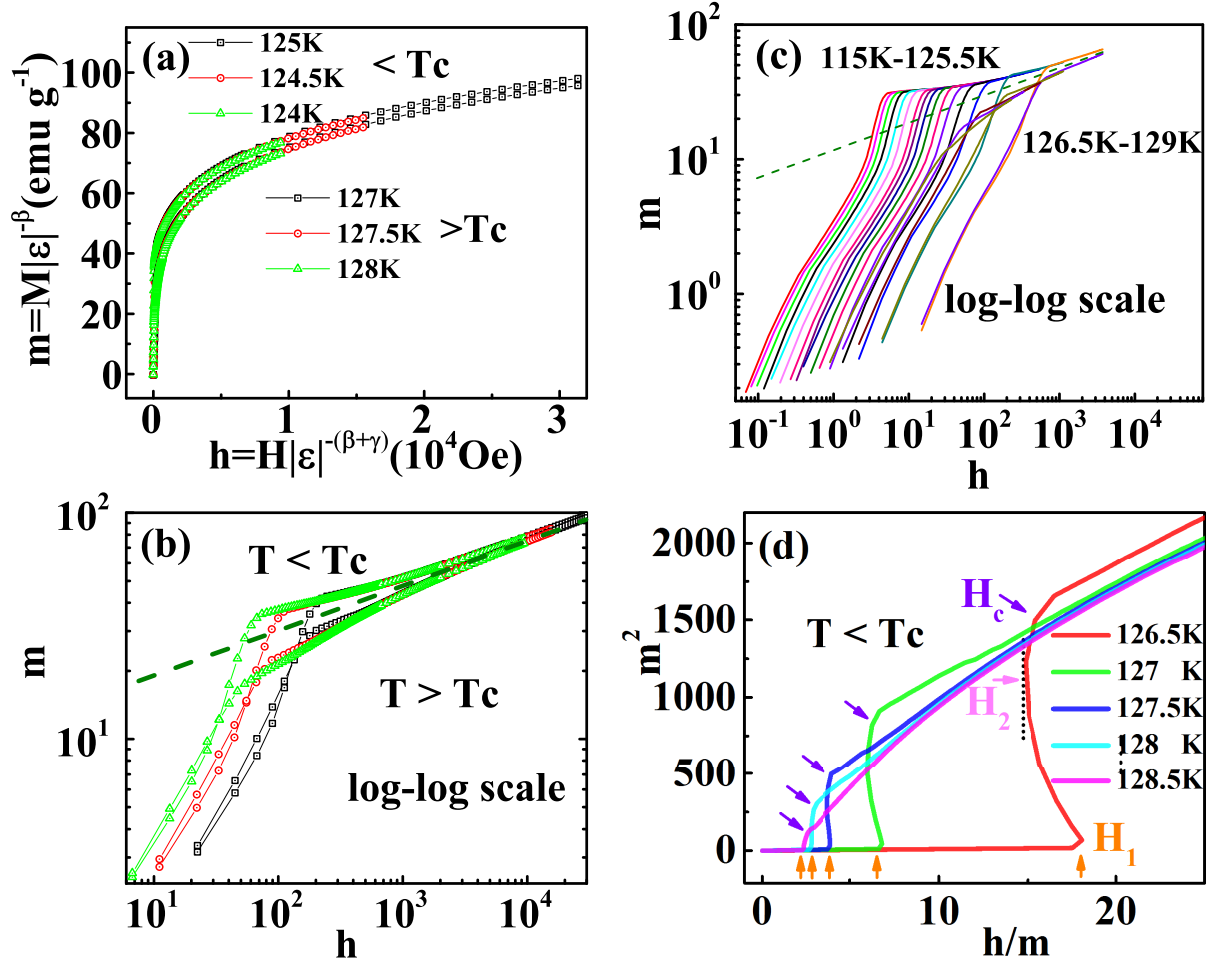 (a)
125K
124.5K
124K
< Tc
127K
127.5K
128K
>Tc
100
80
60
40
20
0
m=M|ε|^-β(emu g^-1)
0 1 2 3
h=H|ε|^-(β+γ)(10^4Oe)
(c)
115K-125.5K
126.5K-129K
log-log scale
10^2
10^1
10^0
m
10^-1 10^0 10^1 10^2 10^3 10^4
h
(b)
T < Tc
T > Tc
log-log scale
10^2
10^1
m
10^1 10^2 10^3 10^4
h
(d)
T < Tc
H_c
H_2
H_1
126.5K
127 K
127.5K
128 K
128.5K
2000
1500
1000
500
0
m^2
0 10 20
h/m